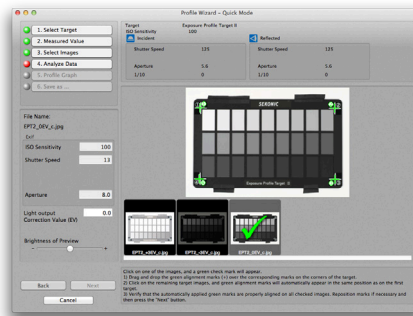 Profile Wizard – Quick Mode
1. Select Target
2. Measured Value
3. Select Images
4. Analyze Data
5. Profile Graph
6. Save as ...
Target Exposure Profile Target II
ISO Sensitivity 100
Incident Reflected
Shutter Speed 125 Shutter Speed 125
Aperture 5.6 Aperture 5.6
1/10 0 1/10 0
File Name:
EPT2_0EV_c.jpg
Exif
ISO Sensitivity 100
Shutter Speed 13
Aperture 8.0
Light output 0.0
Correction Value (EV)
Brightness of Preview
- +
Back Next
Cancel
SEKONIC
Exposure Profile Target II
EPT2_+3EV_c.jpg EPT2_-3EV_c.jpg EPT2_0EV_c.jpg
Click on one of the images, and a green check mark will appear.
1) Drag and drop the green alignment marks (+) over the corresponding marks on the corners of the target.
2) Click on the remaining target images, and green alignment marks will automatically appear in the same position as on the first
target.
3) Verify that the automatically applied green marks are properly aligned on all checked images. Reposition marks if necessary and
then press the "Next" button.